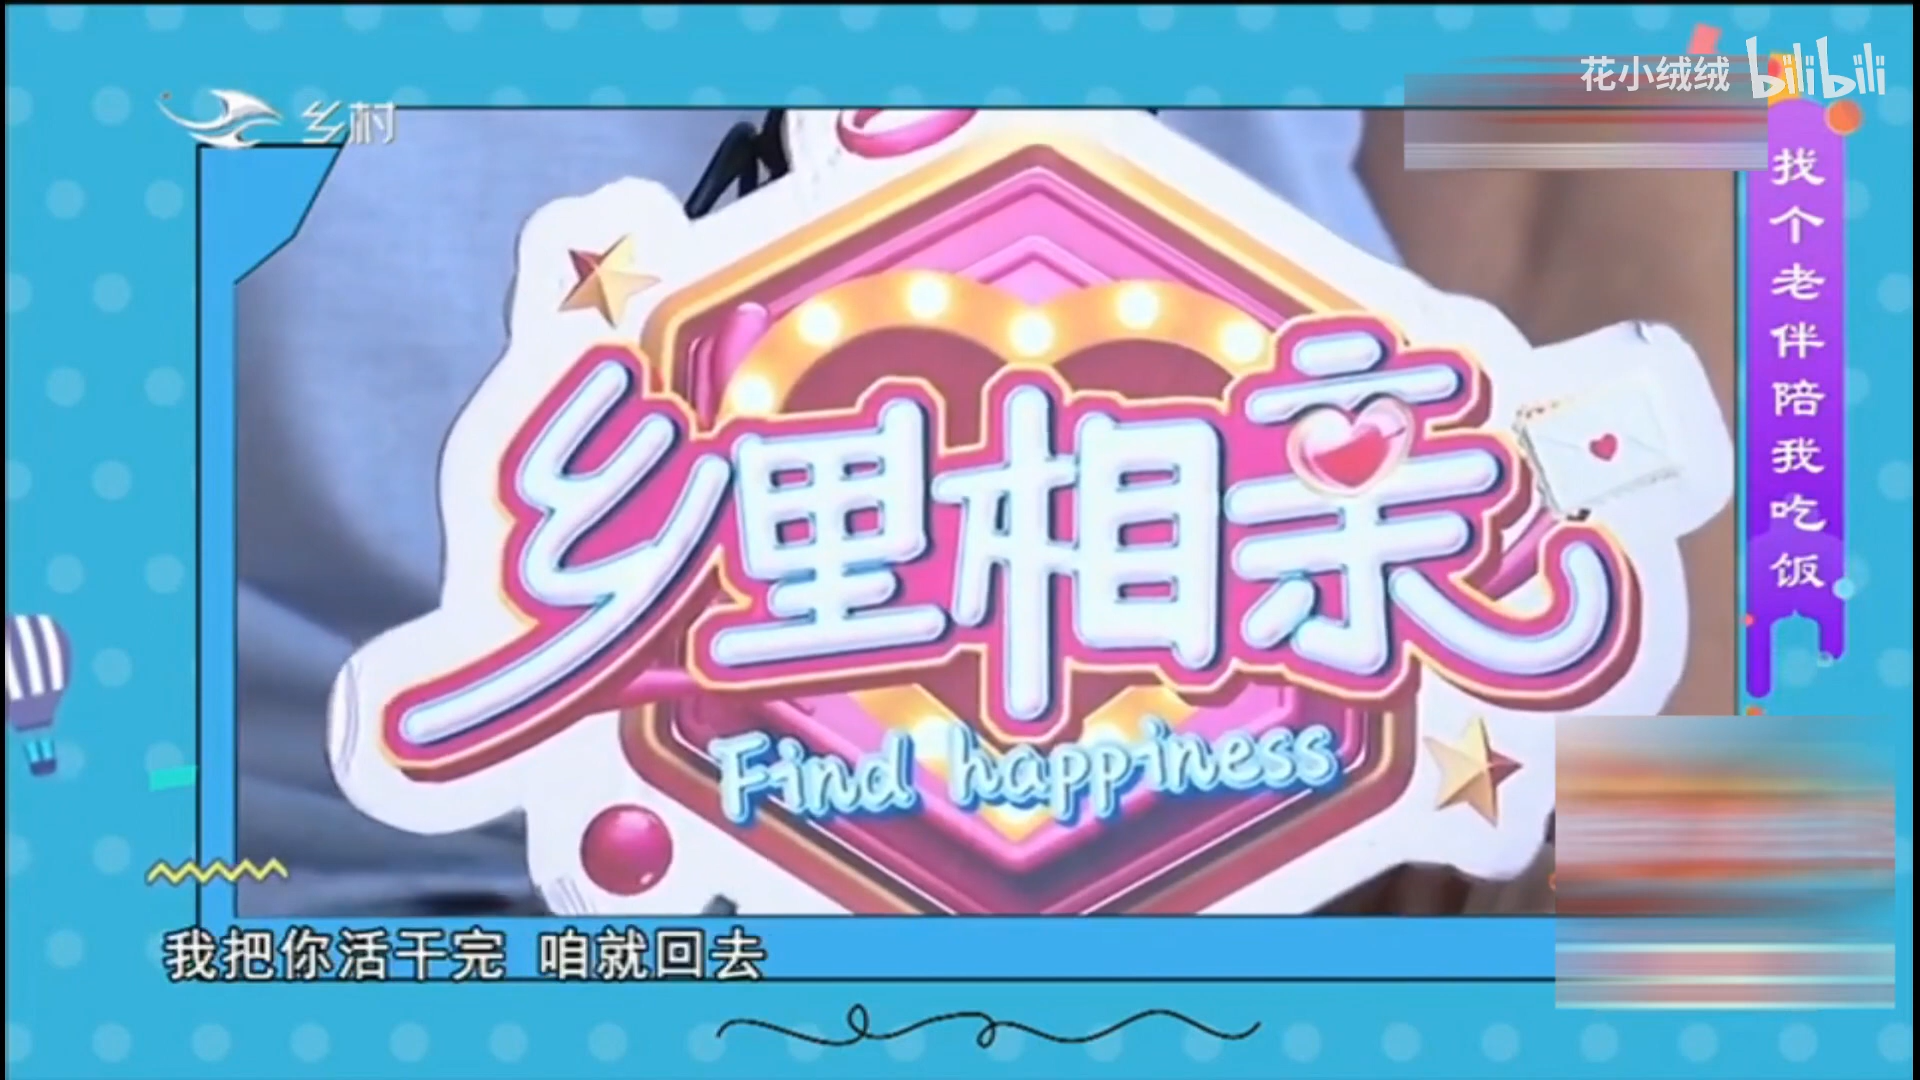 乡村
花小绒绒 bilibili
找个老伴陪我吃饭
乡里相亲
Find happiness
我把你活干完 咱就回去